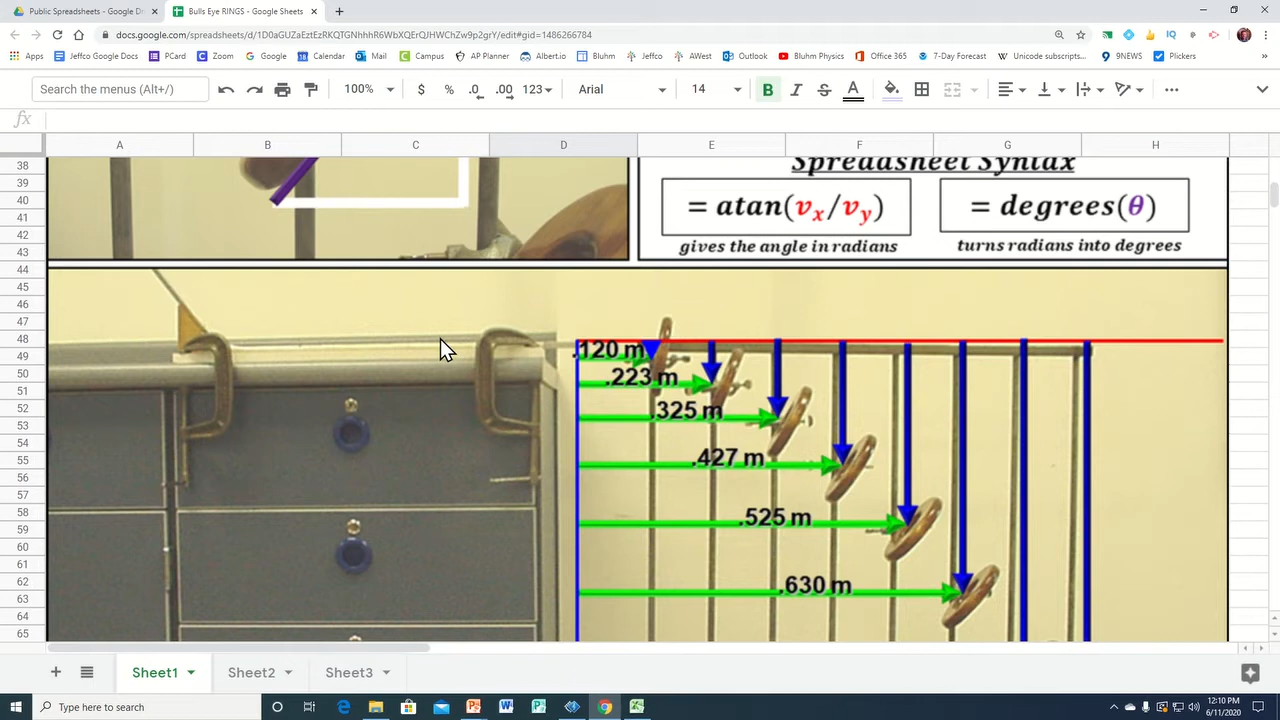 Public Spreadsheets - Google D
Bulls Eye RINGS - Google Sheets
docs.google.com/spreadsheets/d/1D0aGUZaEztEzRKQTGNhhhR6WbXQErQJHWChZw9p2grY/edit#gid=1486266784
Apps Jeffco Google Drives PCard Zoom Google Calendar Mail Campus AP Planner Albert.io Bluhm Jeffco AWest Outlook Bluhm Physics Office 365 7-Day Forecast Unicode subscripts... 9NEWS Plickers
Search the menus (Alt+/) 100% $ % .0 .00 123 Arial 14 B I S A
fx
A B C D E F G H
38
39
40
41
42
43
44
45
46
47
48
49
50
51
52
53
54
55
56
57
58
59
60
61
62
63
64
65
Spreadsheet Syntax
= atan(vx/vy) = degrees(θ)
gives the angle in radians turns radians into degrees
.120 m
.223 m
.325 m
.427 m
.525 m
.630 m
Sheet1 Sheet2 Sheet3
Type here to search
12:10 PM
6/11/2020